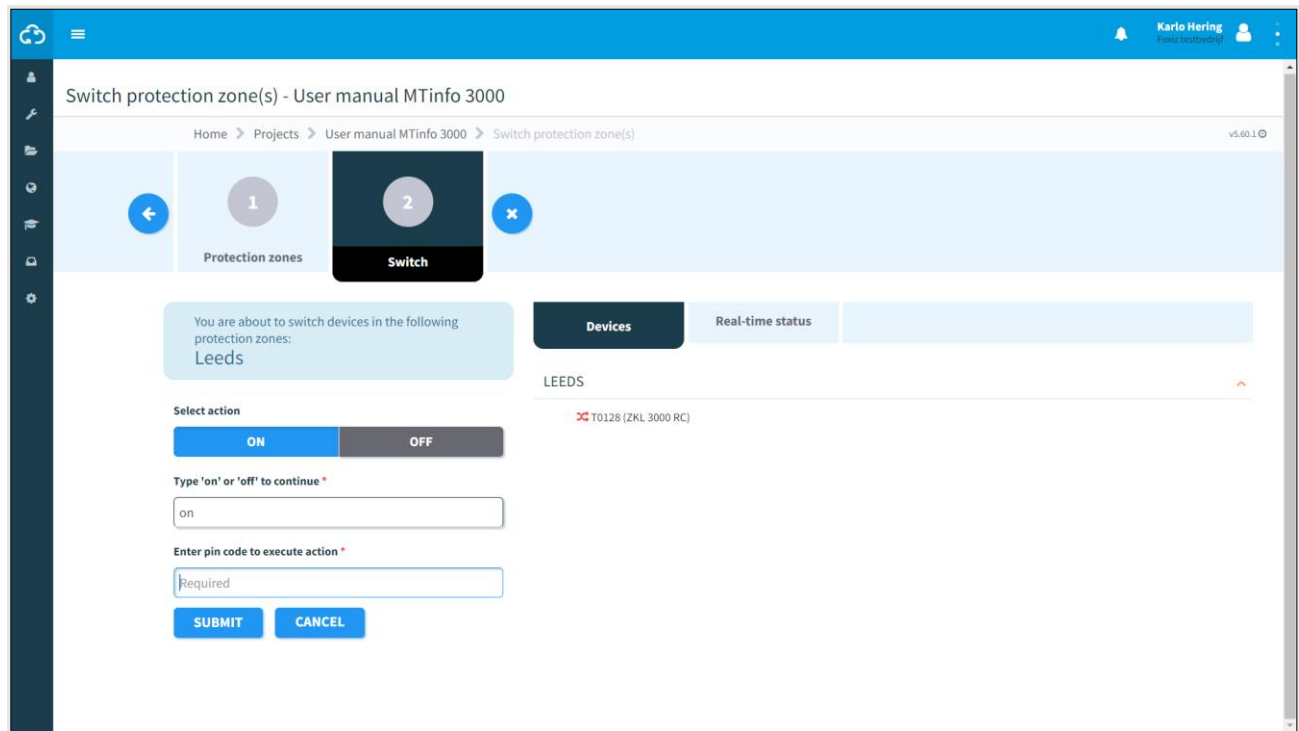 Karlo Hering
Foxiz testbedrijf
Switch protection zone(s) - User manual MTinfo 3000
Home > Projects > User manual MTinfo 3000 > Switch protection zone(s)
v5.60.1
1
Protection zones
2
Switch
You are about to switch devices in the following
protection zones:
Leeds
Select action
ON OFF
Type 'on' or 'off' to continue *
on
Enter pin code to execute action *
Required
SUBMIT CANCEL
Devices Real-time status
LEEDS
T0128 (ZKL 3000 RC)